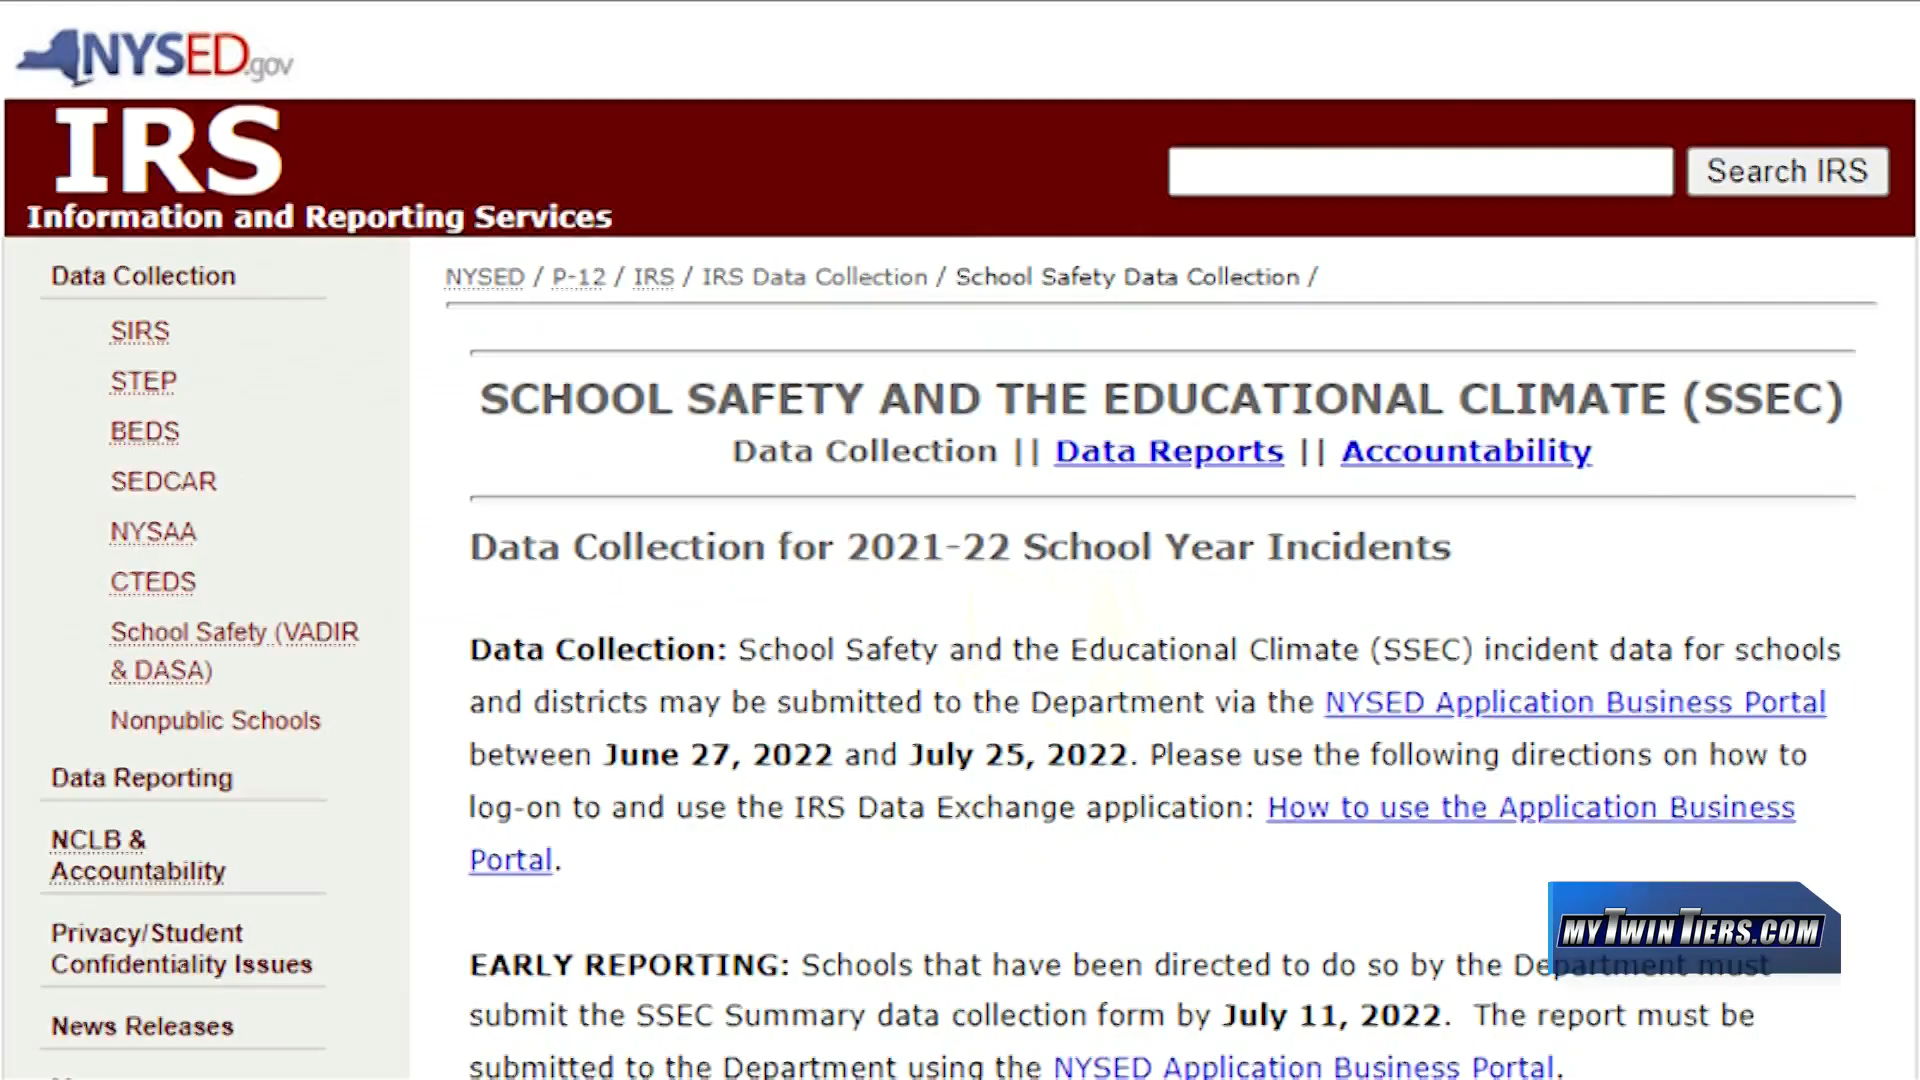 NYSED.gov
IRS
Information and Reporting Services
Search IRS
Data Collection
SIRS
STEP
BEDS
SEDCAR
NYSAA
CTEDS
School Safety (VADIR
& DASA)
Nonpublic Schools
Data Reporting
NCLB &
Accountability
Privacy/Student
Confidentiality Issues
News Releases
NYSED / P-12 / IRS / IRS Data Collection / School Safety Data Collection /
SCHOOL SAFETY AND THE EDUCATIONAL CLIMATE (SSEC)
Data Collection || Data Reports || Accountability
Data Collection for 2021-22 School Year Incidents
Data Collection: School Safety and the Educational Climate (SSEC) incident data for schools
and districts may be submitted to the Department via the NYSED Application Business Portal
between June 27, 2022 and July 25, 2022. Please use the following directions on how to
log-on to and use the IRS Data Exchange application: How to use the Application Business
Portal.
EARLY REPORTING: Schools that have been directed to do so by the Department must
submit the SSEC Summary data collection form by July 11, 2022. The report must be
submitted to the Department using the NYSED Application Business Portal.
MYTWINTIERS.COM